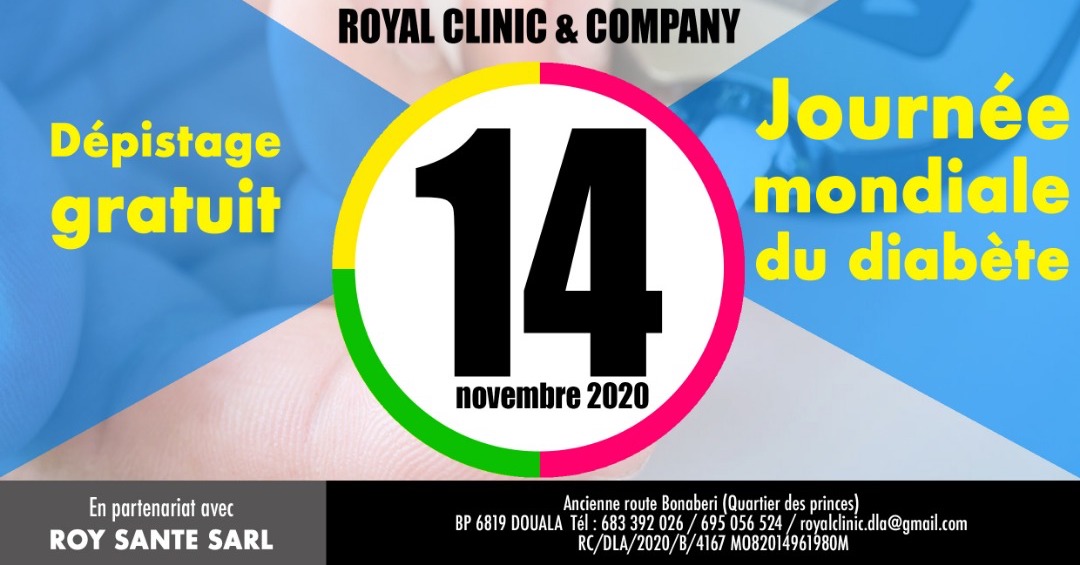 ROYAL CLINIC & COMPANY
Dépistage
gratuit
14
novembre 2020
Journée
mondiale
du diabète
En partenariat avec
ROY SANTE SARL
Ancienne route Bonaberi (Quartier des princes)
BP 6819 DOUALA Tél : 683 392 026 / 695 056 524 / royalclinic.dla@gmail.com
RC/DLA/2020/B/4167 M082014961980M